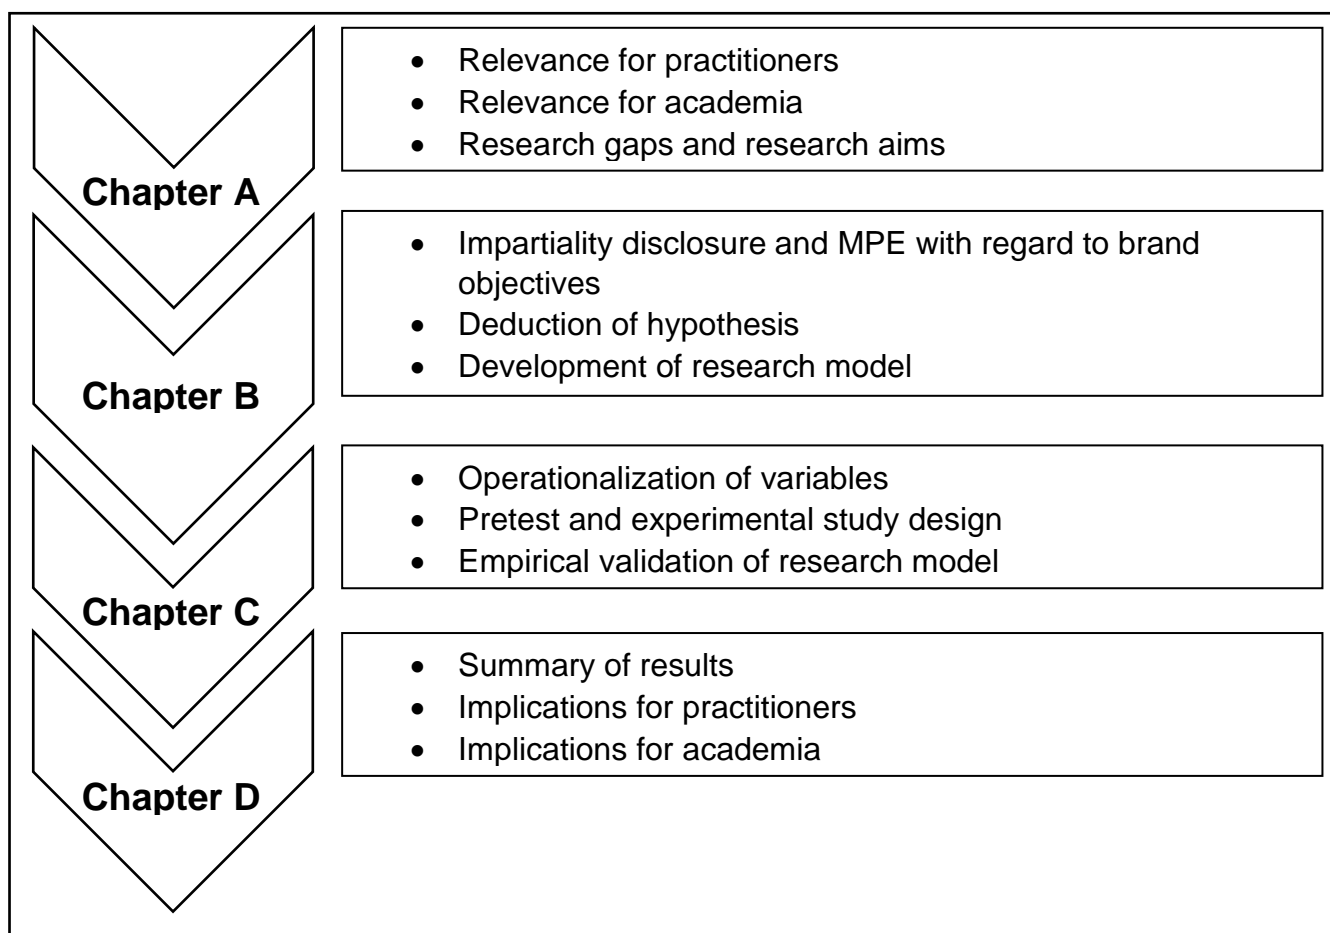 Chapter A
• Relevance for practitioners
• Relevance for academia
• Research gaps and research aims
Chapter B
• Impartiality disclosure and MPE with regard to brand
objectives
• Deduction of hypothesis
• Development of research model
Chapter C
• Operationalization of variables
• Pretest and experimental study design
• Empirical validation of research model
Chapter D
• Summary of results
• Implications for practitioners
• Implications for academia